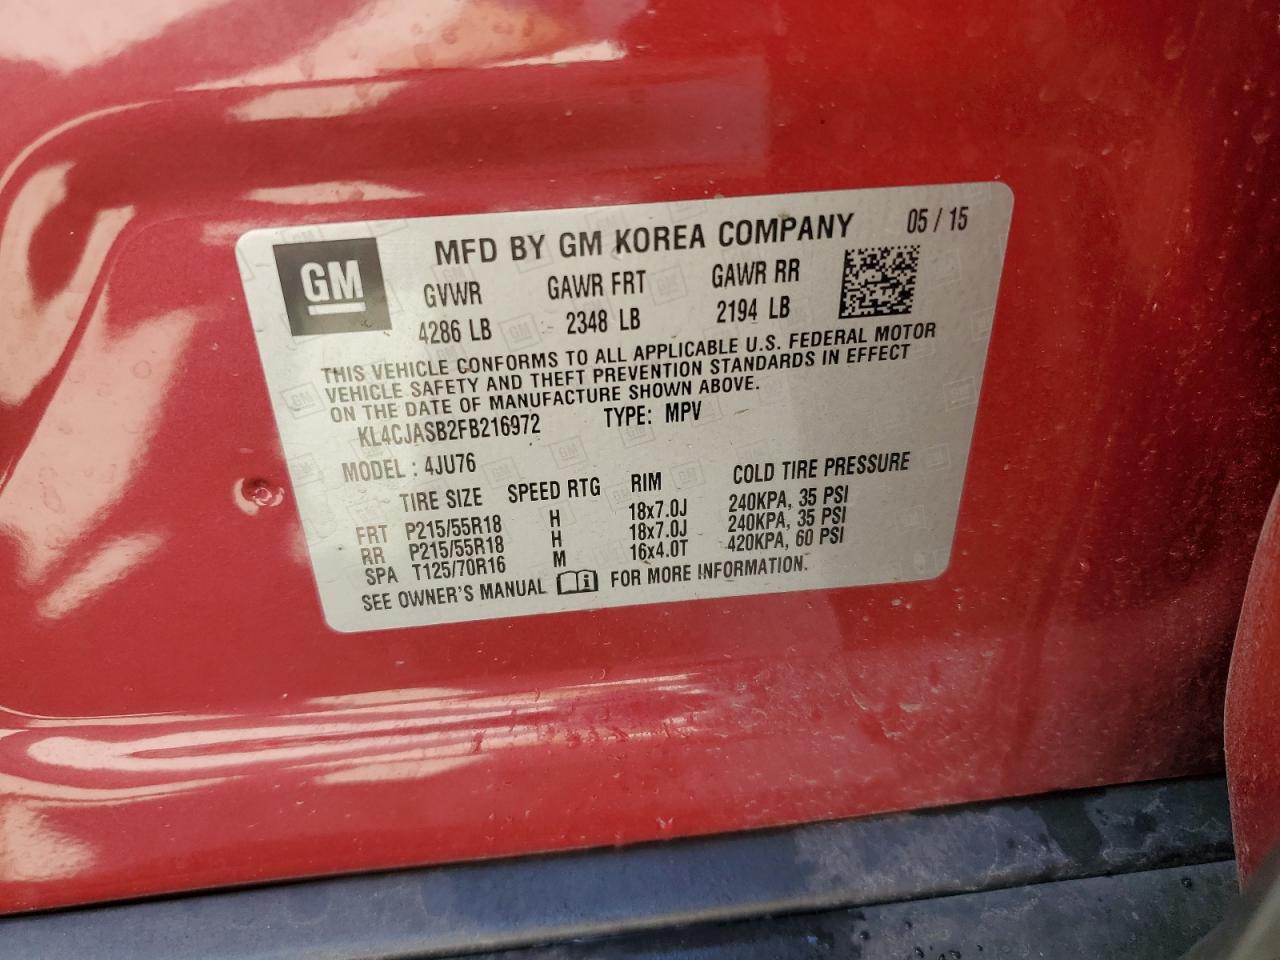 GM
MFD BY GM KOREA COMPANY 05 / 15
GVWR GAWR FRT GAWR RR
4286 LB 2348 LB 2194 LB
THIS VEHICLE CONFORMS TO ALL APPLICABLE U.S. FEDERAL MOTOR
VEHICLE SAFETY AND THEFT PREVENTION STANDARDS IN EFFECT
ON THE DATE OF MANUFACTURE SHOWN ABOVE.
KL4CJASB2FB216972 TYPE: MPV
MODEL : 4JU76
TIRE SIZE SPEED RTG RIM COLD TIRE PRESSURE
FRT P215/55R18 H 18x7.0J 240KPA, 35 PSI
RR P215/55R18 H 18x7.0J 240KPA, 35 PSI
SPA T125/70R16 M 16x4.0T 420KPA, 60 PSI
SEE OWNER'S MANUAL FOR MORE INFORMATION.